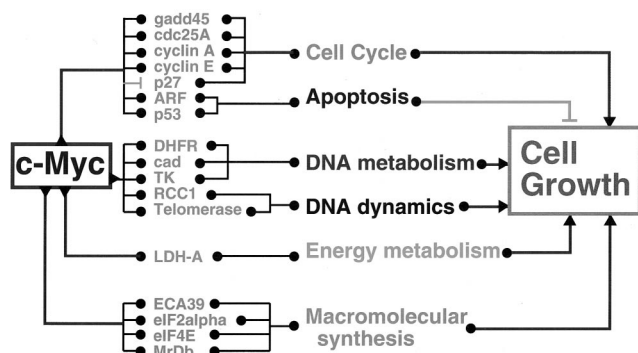 gadd45
cdc25A
cyclin A
cyclin E
p27
ARF
p53
Cell Cycle
Apoptosis
c-Myc
DHFR
cad
TK
RCC1
Telomerase
DNA metabolism
DNA dynamics
Cell
Growth
LDH-A
Energy metabolism
ECA39
eIF2alpha
eIF4E
MrDb
Macromolecular
synthesis